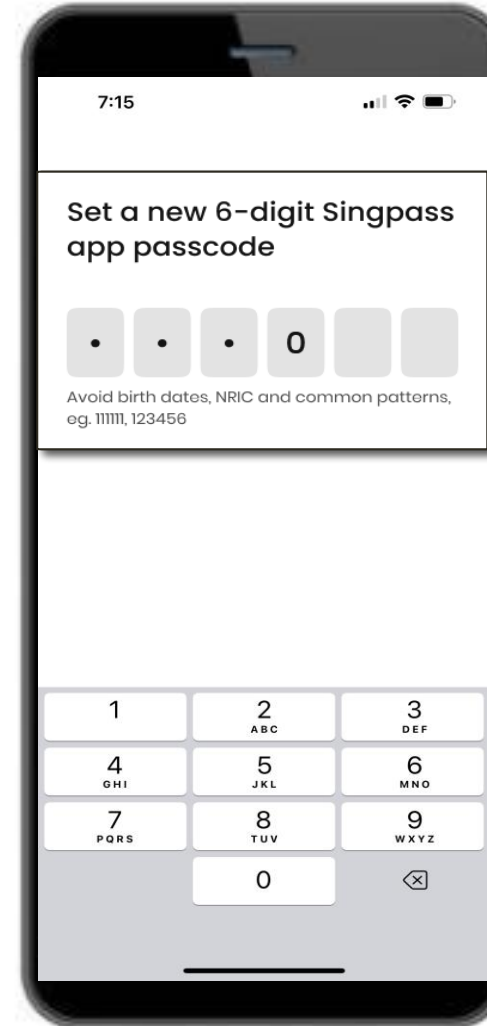 7:15
Set a new 6-digit Singpass
app passcode
• • • 0
Avoid birth dates, NRIC and common patterns,
eg. 111111, 123456
1 2 3
ABC DEF
4 5 6
GHI JKL MNO
7 8 9
PQRS TUV WXYZ
0